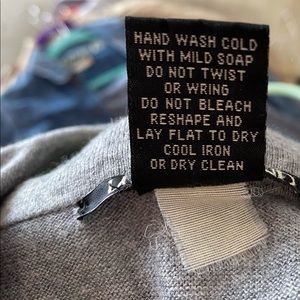 HAND WASH COLD
WITH MILD SOAP
DO NOT TWIST
OR WRING
DO NOT BLEACH
RESHAPE AND
LAY FLAT TO DRY
COOL IRON
OR DRY CLEAN